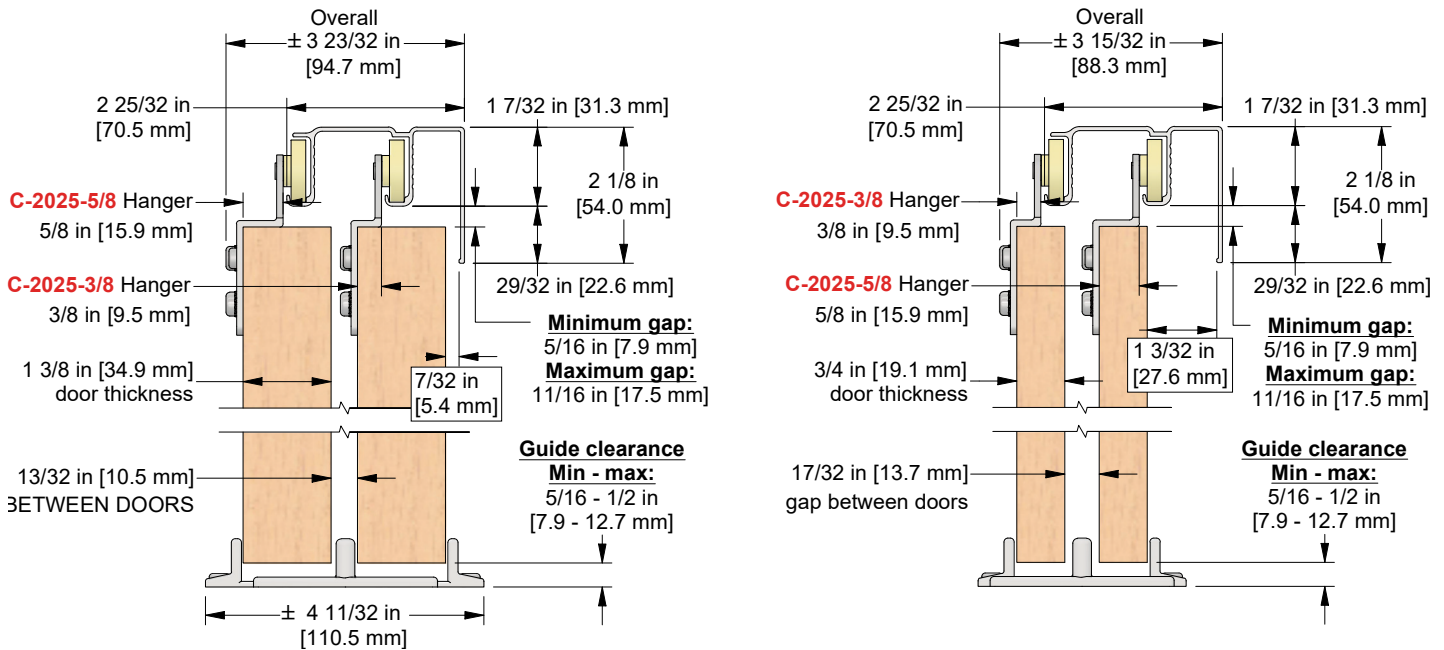 Overall
± 3 23/32 in
[94.7 mm]
2 25/32 in
[70.5 mm]
1 7/32 in [31.3 mm]
2 1/8 in
[54.0 mm]
C-2025-5/8 Hanger
5/8 in [15.9 mm]
C-2025-3/8 Hanger
3/8 in [9.5 mm]
29/32 in [22.6 mm]
Minimum gap:
5/16 in [7.9 mm]
Maximum gap:
11/16 in [17.5 mm]
1 3/8 in [34.9 mm]
door thickness
7/32 in
[5.4 mm]
13/32 in [10.5 mm]
BETWEEN DOORS
Guide clearance
Min - max:
5/16 - 1/2 in
[7.9 - 12.7 mm]
± 4 11/32 in
[110.5 mm]
Overall
± 3 15/32 in
[88.3 mm]
2 25/32 in
[70.5 mm]
1 7/32 in [31.3 mm]
2 1/8 in
[54.0 mm]
C-2025-3/8 Hanger
3/8 in [9.5 mm]
C-2025-5/8 Hanger
5/8 in [15.9 mm]
29/32 in [22.6 mm]
Minimum gap:
5/16 in [7.9 mm]
Maximum gap:
11/16 in [17.5 mm]
3/4 in [19.1 mm]
door thickness
1 3/32 in
[27.6 mm]
17/32 in [13.7 mm]
gap between doors
Guide clearance
Min - max:
5/16 - 1/2 in
[7.9 - 12.7 mm]